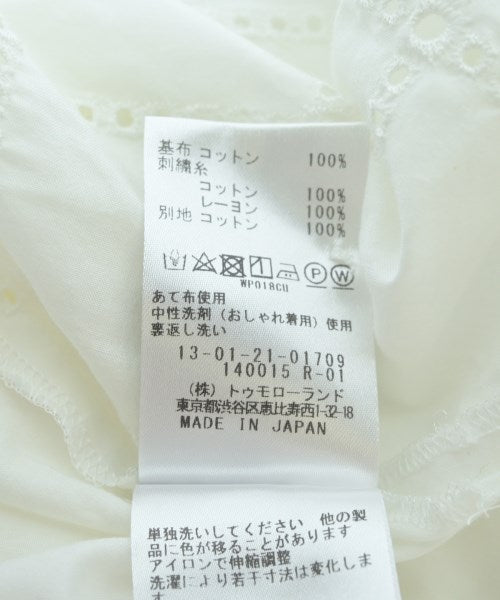 基布 コットン 100%
刺繍糸
コットン 100%
レーヨン 100%
別地 コットン 100%
P W
WP018CU
あて布使用
中性洗剤（おしゃれ着用）使用
裏返し洗い
13-01-21-01709
140015 R-01
（株）トゥモローランド
東京都渋谷区恵比寿西1-32-18
MADE IN JAPAN
単独洗いしてください 他の製
品に色が移ることがあります
アイロンで伸縮調整
洗濯により若干寸法は変化しま
す